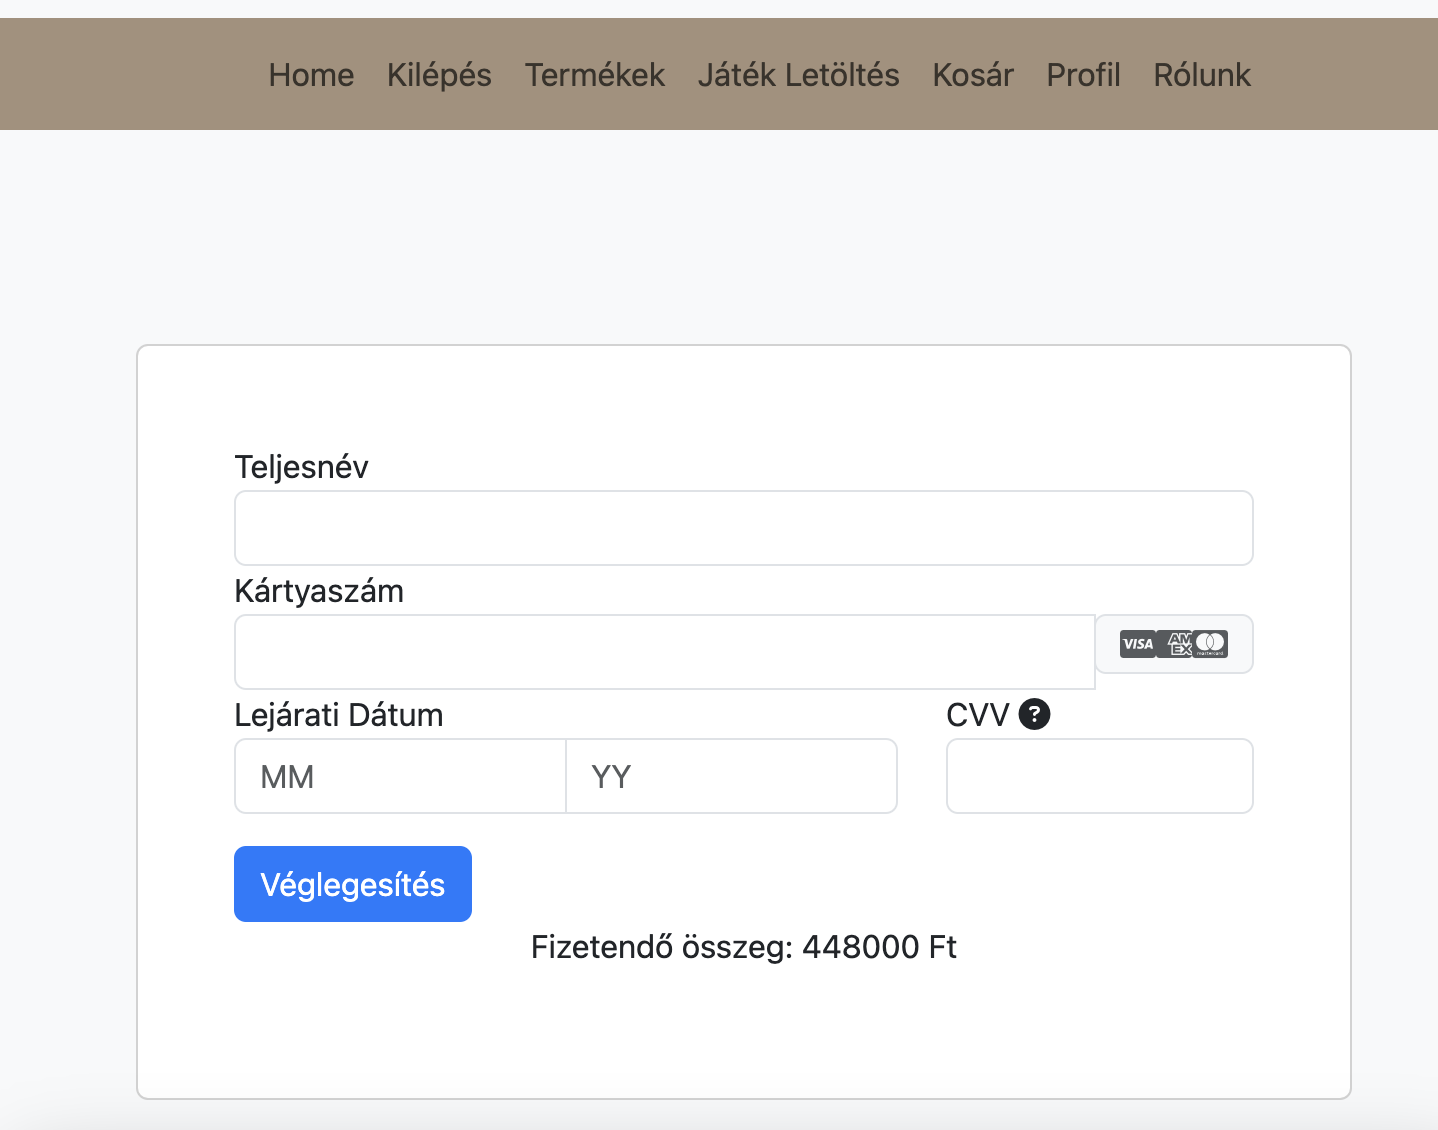 Home Kilépés Termékek Játék Letöltés Kosár Profil Rólunk
Teljesnév
Kártyaszám
VISA AM EX mastercard
Lejárati Dátum CVV ?
MM YY
Véglegesítés
Fizetendő összeg: 448000 Ft